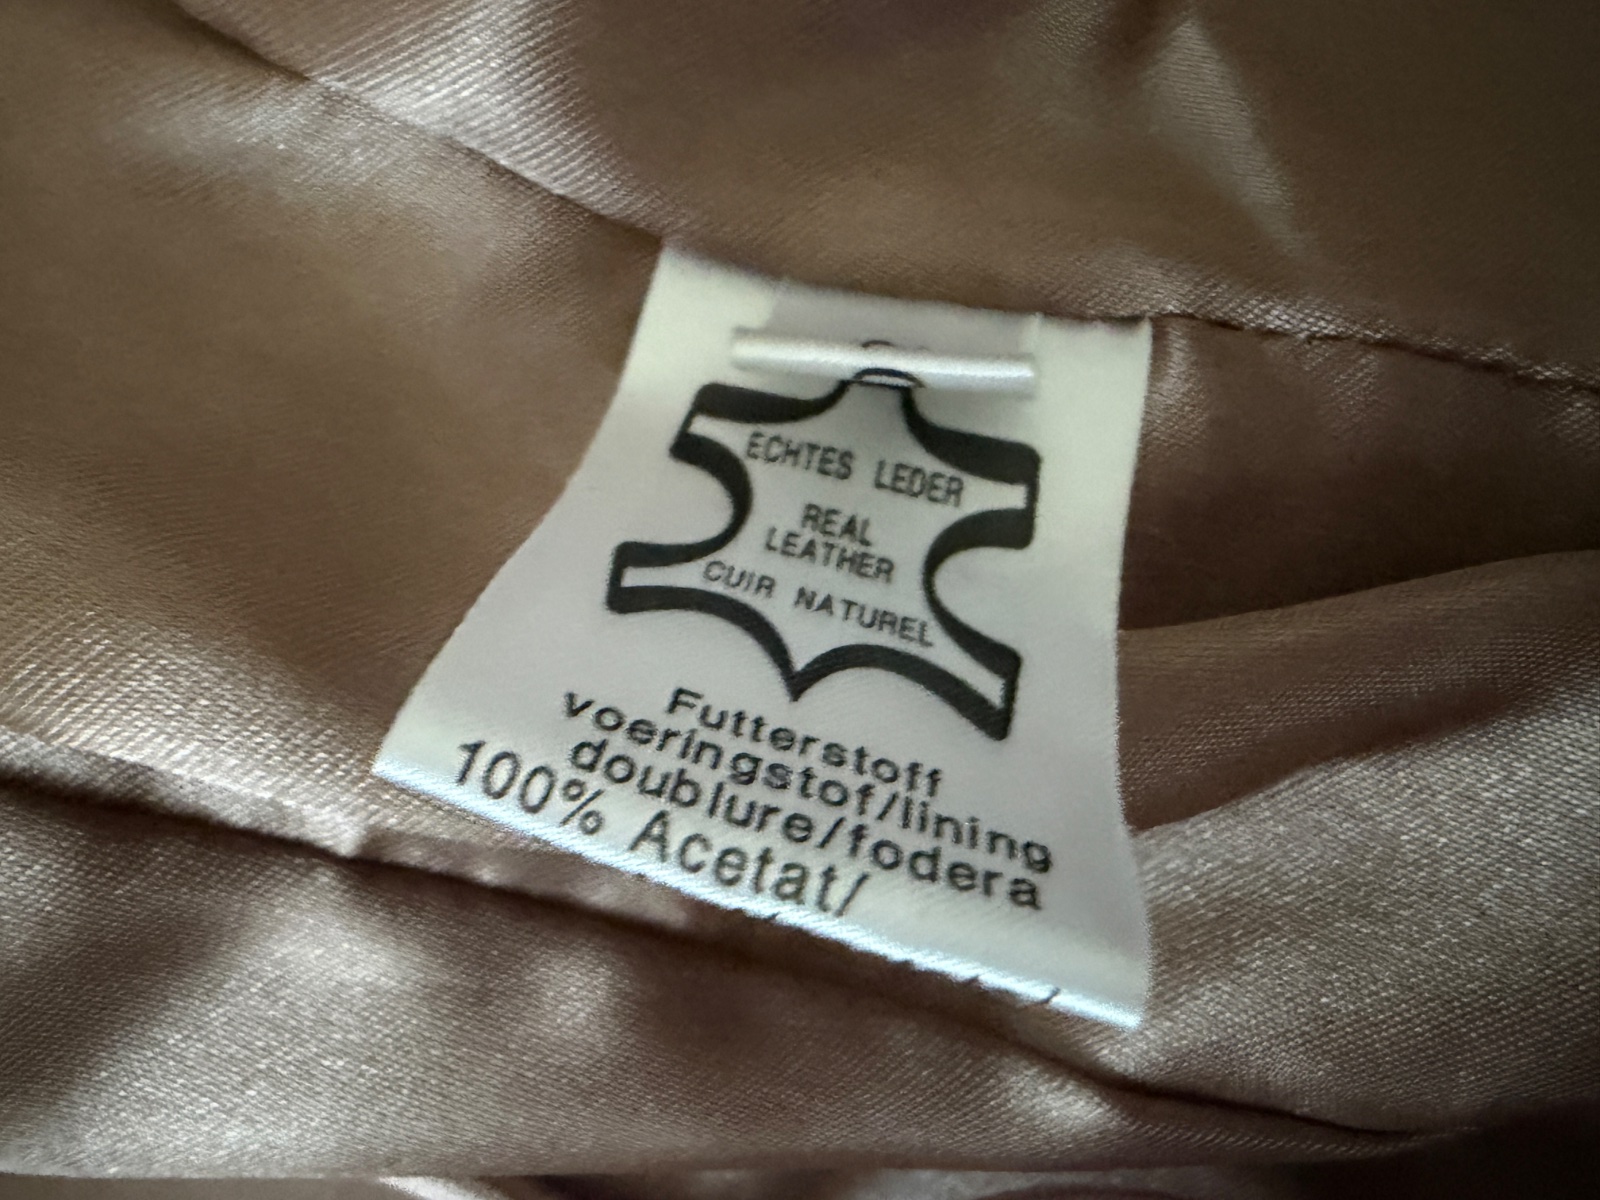 ECHTES LEDER
REAL
LEATHER
CUIR NATUREL
Futterstoff
voeringstof/lining
doublure/fodera
100% Acetat/